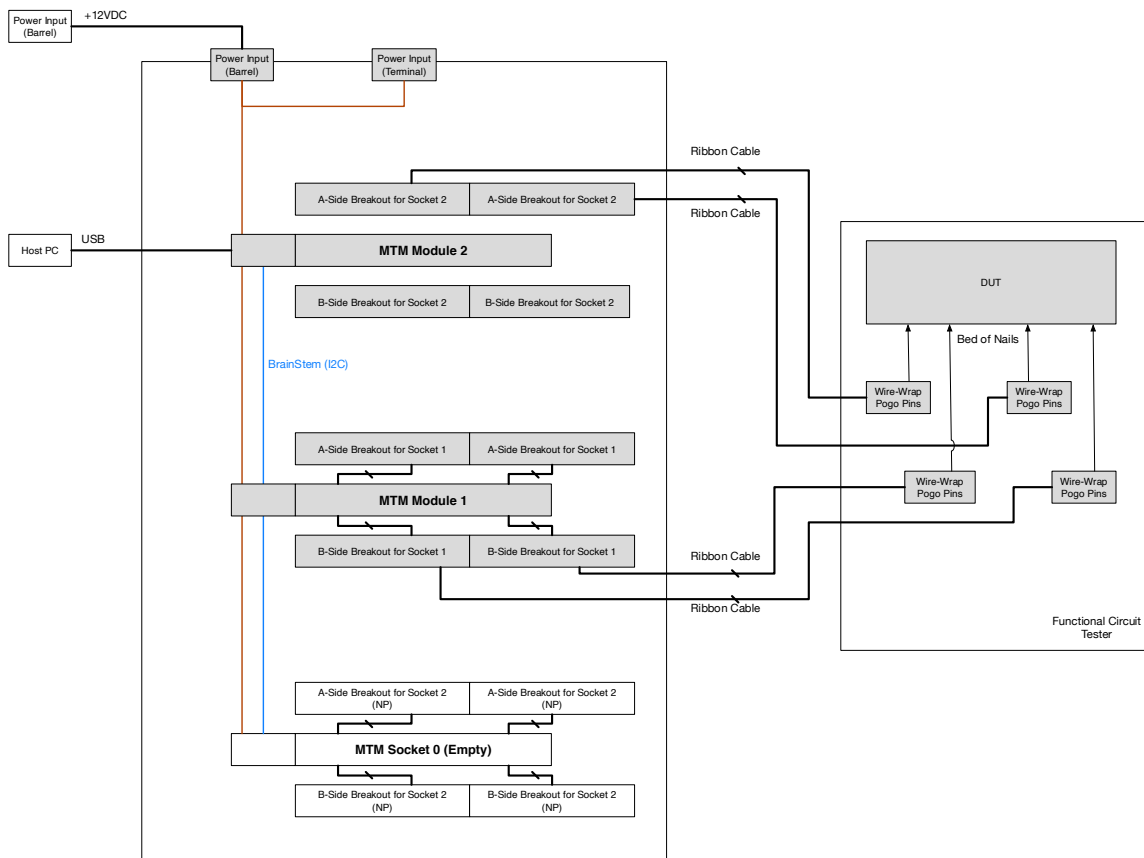 Power Input
(Barrel)
+12VDC
Power Input
(Barrel)
Power Input
(Terminal)
Ribbon Cable
A-Side Breakout for Socket 2
A-Side Breakout for Socket 2
Ribbon Cable
Host PC
USB
MTM Module 2
DUT
B-Side Breakout for Socket 2
B-Side Breakout for Socket 2
Bed of Nails
BrainStem (I2C)
Wire-Wrap
Pogo Pins
Wire-Wrap
Pogo Pins
A-Side Breakout for Socket 1
A-Side Breakout for Socket 1
Wire-Wrap
Pogo Pins
Wire-Wrap
Pogo Pins
MTM Module 1
B-Side Breakout for Socket 1
B-Side Breakout for Socket 1
Ribbon Cable
Ribbon Cable
Functional Circuit
Tester
A-Side Breakout for Socket 2
(NP)
A-Side Breakout for Socket 2
(NP)
MTM Socket 0 (Empty)
B-Side Breakout for Socket 2
(NP)
B-Side Breakout for Socket 2
(NP)